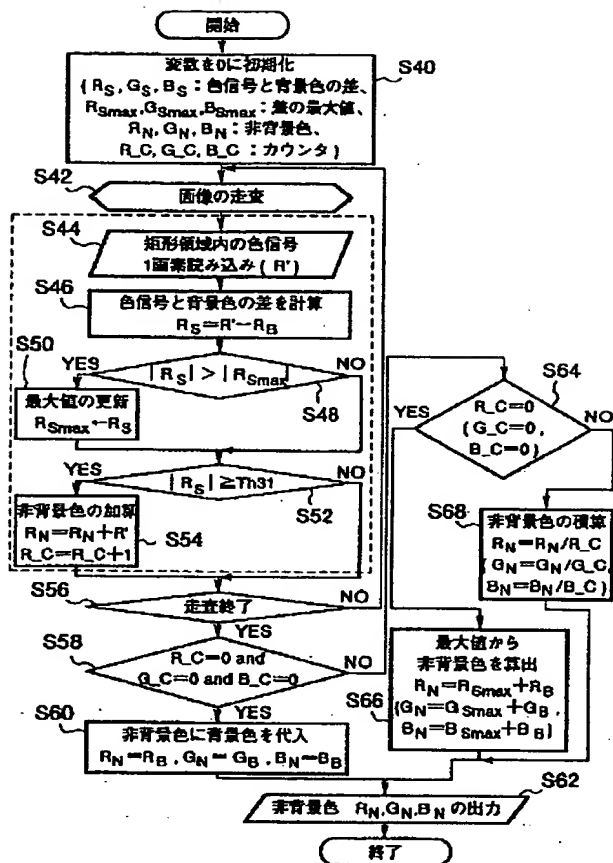 開始
変数を0に初期化
{ RS, GS, BS : 色信号と背景色の差、
RSmax, GSmax, BSmax : 差の最大値、
RN, GN, BN : 非背景色、
R_C, G_C, B_C : カウンタ }
S40
S42
画像の走査
S44
矩形領域内の色信号
1画素読み込み ( R' )
S46
色信号と背景色の差を計算
RS=R'-RB
S50
YES
| RS | > | RSmax |
NO
S48
最大値の更新
RSmax←RS
YES
| RS | ≧Th31
NO
S52
非背景色の加算
RN=RN+R'
R_C=R_C+1
S54
S56
走査終了
NO
YES
S58
R_C=0 and
G_C=0 and B_C=0
NO
YES
S60
非背景色に背景色を代入
RN=RB, GN=GB, BN=BB
S64
YES
R_C=0
{ G_C=0,
B_C=0 }
NO
S68
非背景色の積算
RN=RN/R_C
{ GN=GN/G_C,
BN=BN/B_C }
最大値から
非背景色を算出
RN=RSmax+RB
{GN=GSmax+GB,
BN=BSmax+BB}
S66
S62
非背景色 RN,GN,BN の出力
終了